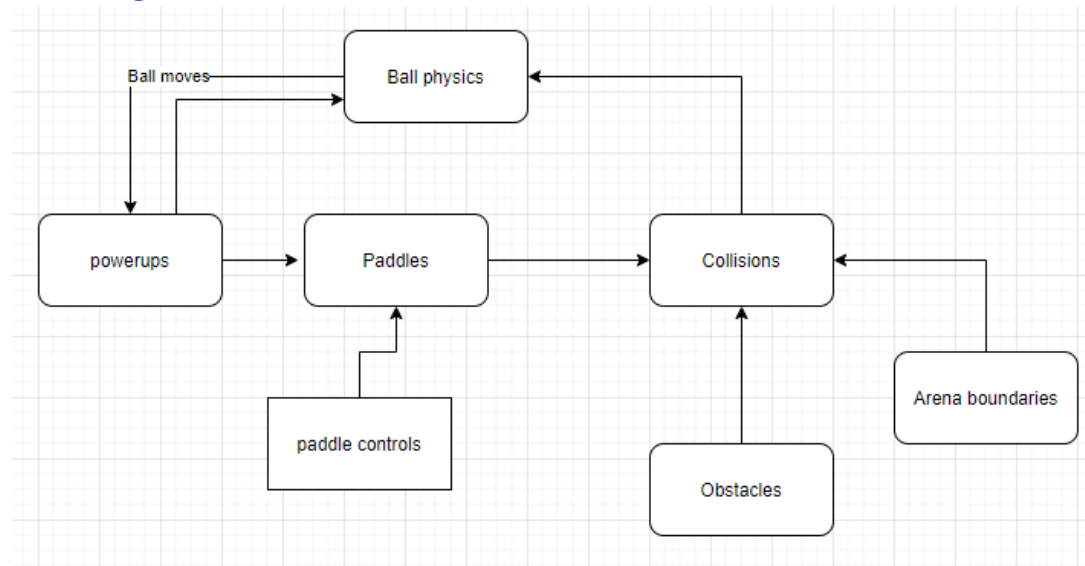 Ball moves
Ball physics
powerups
Paddles
Collisions
Arena boundaries
paddle controls
Obstacles